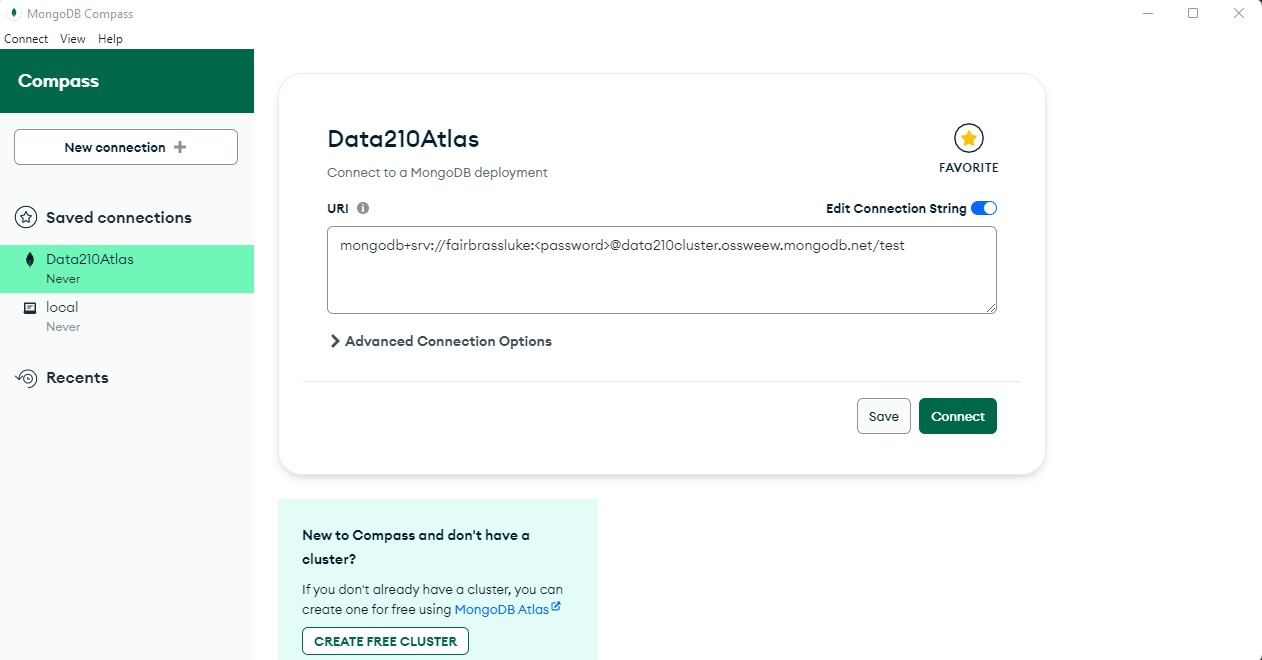 MongoDB Compass
Connect View Help
Compass
New connection
Saved connections
Data210Atlas
Never
local
Never
Recents
Data210Atlas
Connect to a MongoDB deployment
FAVORITE
URI
Edit Connection String
mongodb+srv://fairbrassluke:<password>@data210cluster.ossweew.mongodb.net/test
Advanced Connection Options
Save
Connect
New to Compass and don't have a
cluster?
If you don't already have a cluster, you can
create one for free using MongoDB Atlas
CREATE FREE CLUSTER